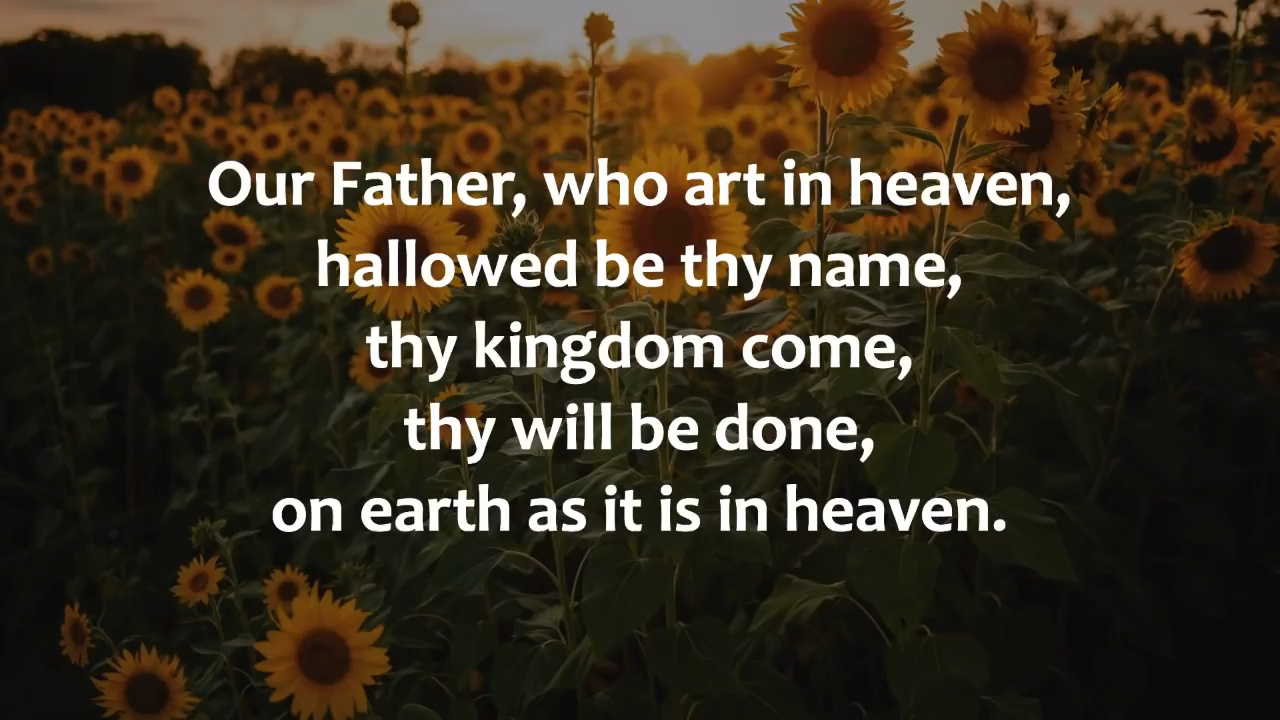 Our Father, who art in heaven,
hallowed be thy name,
thy kingdom come,
thy will be done,
on earth as it is in heaven.